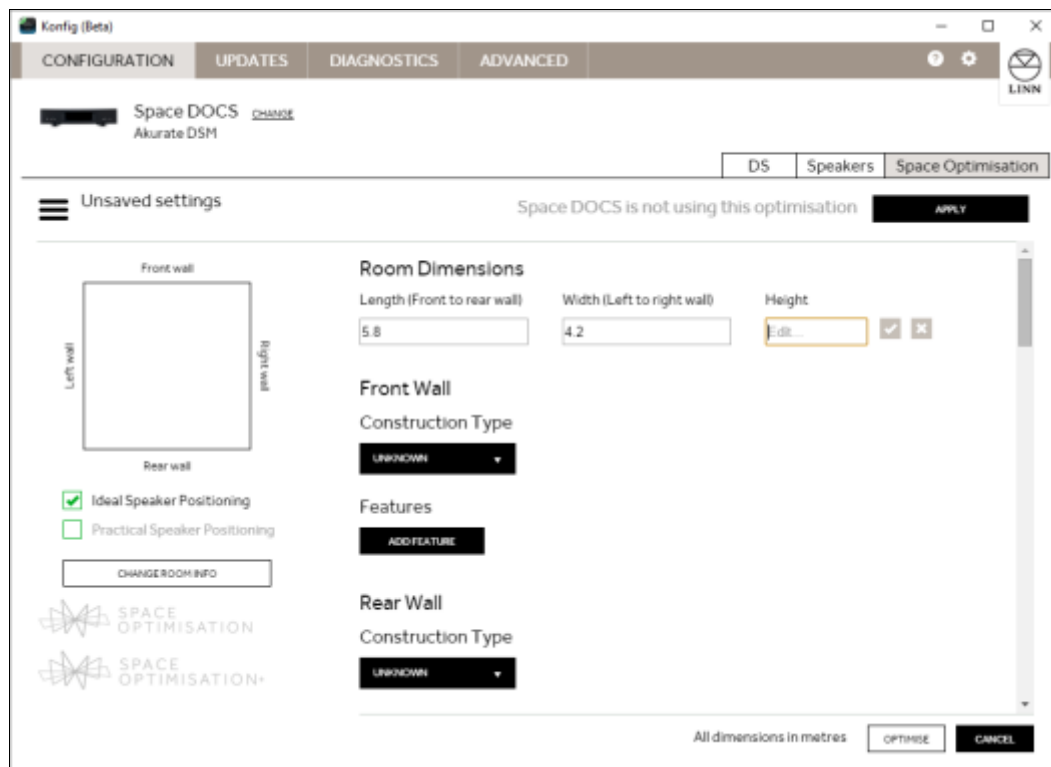 Konfig (Beta)
CONFIGURATION UPDATES DIAGNOSTICS ADVANCED
LINN
Space DOCS CHANGE
Akurate DSM
DS Speakers Space Optimisation
Unsaved settings
Space DOCS is not using this optimisation APPLY
Front wall
Left wall
Right wall
Rear wall
Ideal Speaker Positioning
Practical Speaker Positioning
CHANGE ROOM INFO
SPACE
OPTIMISATION
SPACE
OPTIMISATION+
Room Dimensions
Length (Front to rear wall) Width (Left to right wall) Height
5.8 4.2 Edit...
Front Wall
Construction Type
UNKNOWN
Features
ADD FEATURE
Rear Wall
Construction Type
UNKNOWN
All dimensions in metres OPTIMISE CANCEL